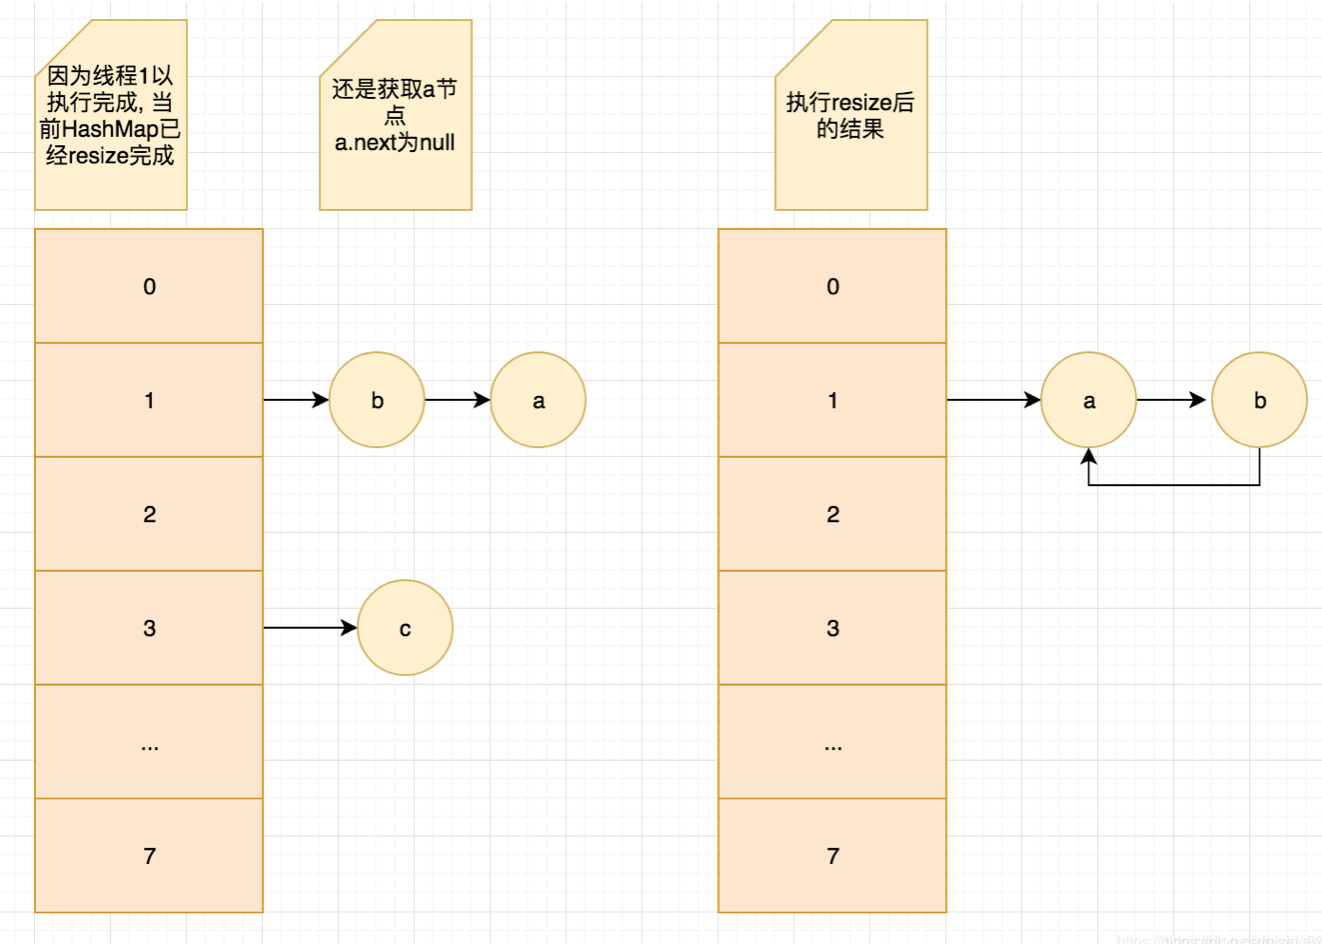 因为线程1以
执行完成, 当
前HashMap已
经resize完成
还是获取a节
点
a.next为null
执行resize后
的结果
0
1
b
a
2
3
c
...
7
0
1
a
b
2
3
...
7